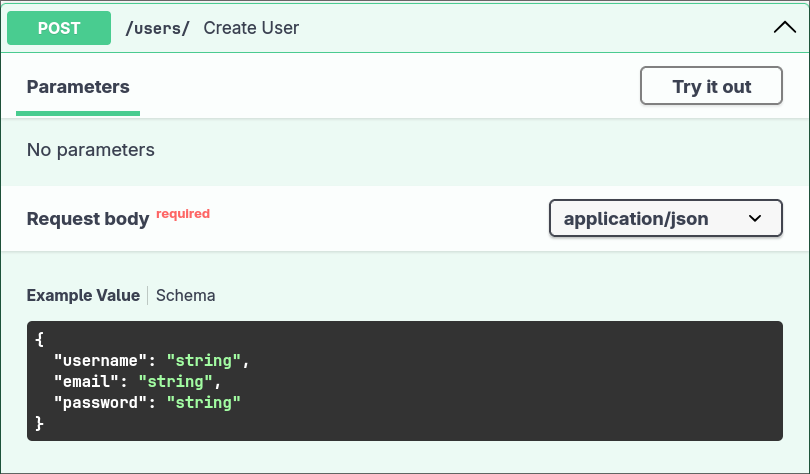 POST /users/ Create User
Parameters Try it out
No parameters
Request body required application/json
Example Value Schema
{
  "username": "string",
  "email": "string",
  "password": "string"
}